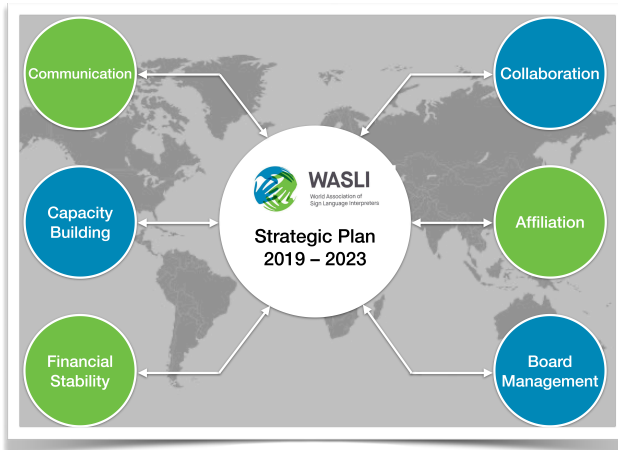 Communication
Collaboration
WASLI
World Association of
Sign Language Interpreters
Capacity
Building
Strategic Plan
2019 – 2023
Affiliation
Financial
Stability
Board
Management